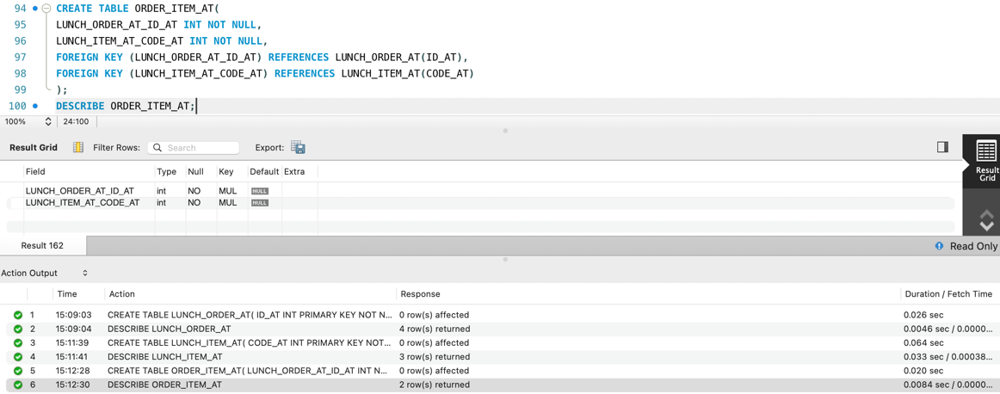 94 CREATE TABLE ORDER_ITEM_AT(
95 LUNCH_ORDER_AT_ID_AT INT NOT NULL,
96 LUNCH_ITEM_AT_CODE_AT INT NOT NULL,
97 FOREIGN KEY (LUNCH_ORDER_AT_ID_AT) REFERENCES LUNCH_ORDER_AT(ID_AT),
98 FOREIGN KEY (LUNCH_ITEM_AT_CODE_AT) REFERENCES LUNCH_ITEM_AT(CODE_AT)
99 );
100 DESCRIBE ORDER_ITEM_AT;
100% 24:100
Result Grid Filter Rows: Search Export:
Result Grid
Field Type Null Key Default Extra
LUNCH_ORDER_AT_ID_AT int NO MUL NULL
LUNCH_ITEM_AT_CODE_AT int NO MUL NULL
Result 162 Read Only
Action Output
Time Action Response Duration / Fetch Time
1 15:09:03 CREATE TABLE LUNCH_ORDER_AT( ID_AT INT PRIMARY KEY NOT N... 0 row(s) affected 0.026 sec
2 15:09:04 DESCRIBE LUNCH_ORDER_AT 4 row(s) returned 0.0046 sec / 0.0000...
3 15:11:39 CREATE TABLE LUNCH_ITEM_AT( CODE_AT INT PRIMARY KEY NOT... 0 row(s) affected 0.064 sec
4 15:11:41 DESCRIBE LUNCH_ITEM_AT 3 row(s) returned 0.033 sec / 0.00038...
5 15:12:28 CREATE TABLE ORDER_ITEM_AT( LUNCH_ORDER_AT_ID_AT INT N... 0 row(s) affected 0.020 sec
6 15:12:30 DESCRIBE ORDER_ITEM_AT 2 row(s) returned 0.0084 sec / 0.0000...